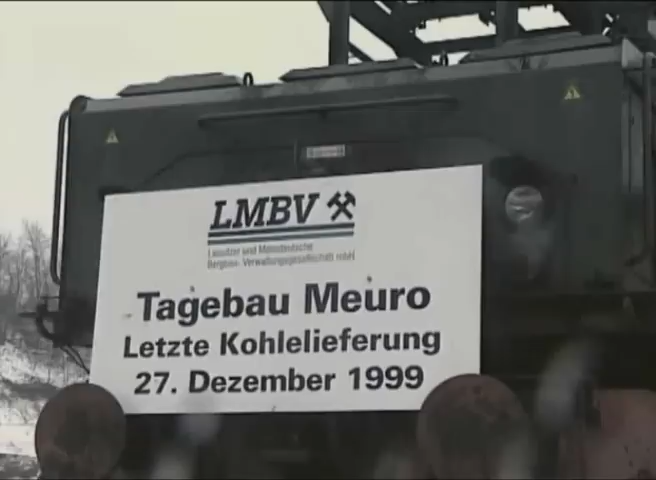 LMBV
Lausitzer und Mitteldeutsche
Bergbau- Verwaltungsgesellschaft mbH
Tagebau Meuro
Letzte Kohlelieferung
27. Dezember 1999